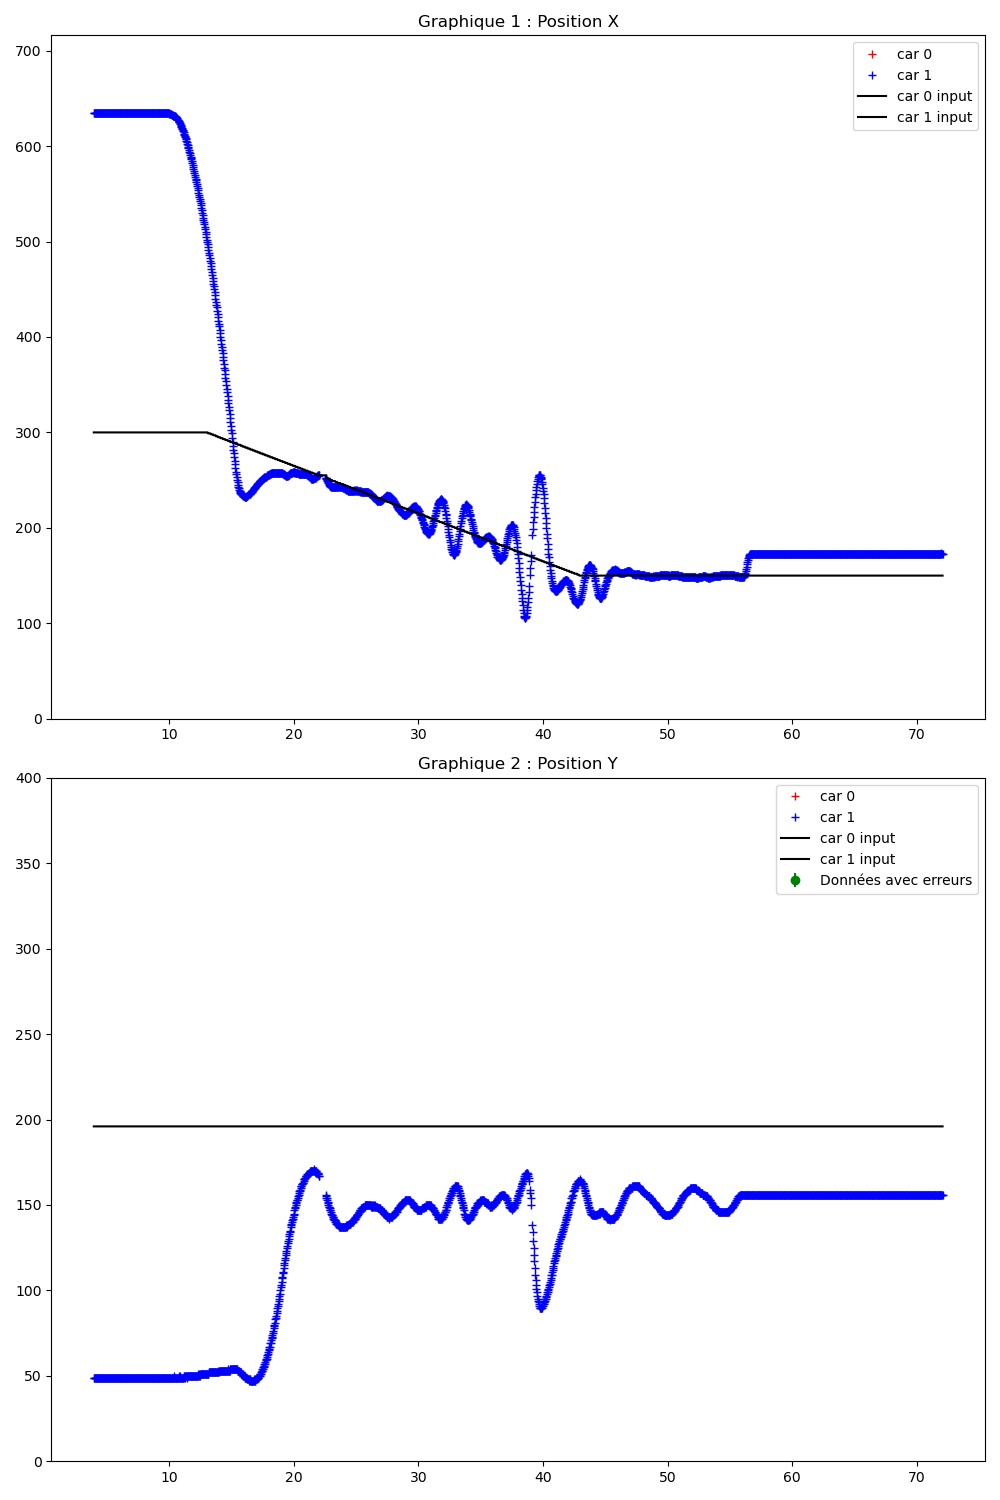 Graphique 1 : Position X
700
600
500
400
300
200
100
0
10 20 30 40 50 60 70
car 0
car 1
car 0 input
car 1 input
Graphique 2 : Position Y
400
350
300
250
200
150
100
50
0
10 20 30 40 50 60 70
car 0
car 1
car 0 input
car 1 input
Données avec erreurs